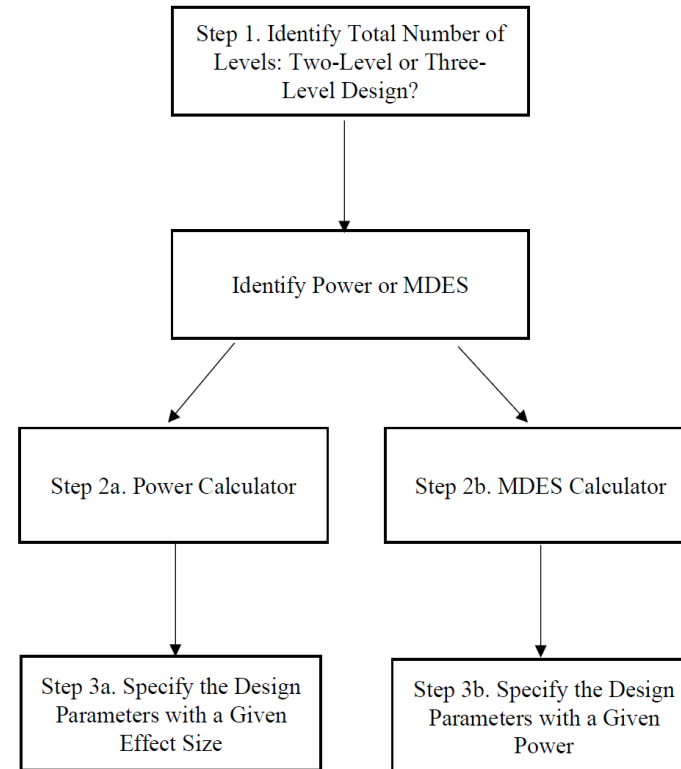 Step 1. Identify Total Number of
Levels: Two-Level or Three-
Level Design?
Identify Power or MDES
Step 2a. Power Calculator
Step 2b. MDES Calculator
Step 3a. Specify the Design
Parameters with a Given
Effect Size
Step 3b. Specify the Design
Parameters with a Given
Power